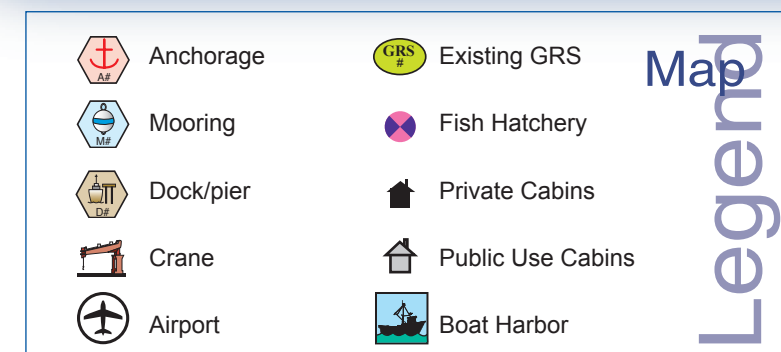 Map
Legend
A#
Anchorage
GRS
#
Existing GRS
M#
Mooring
Fish Hatchery
D#
Dock/pier
Private Cabins
Crane
Public Use Cabins
Airport
Boat Harbor